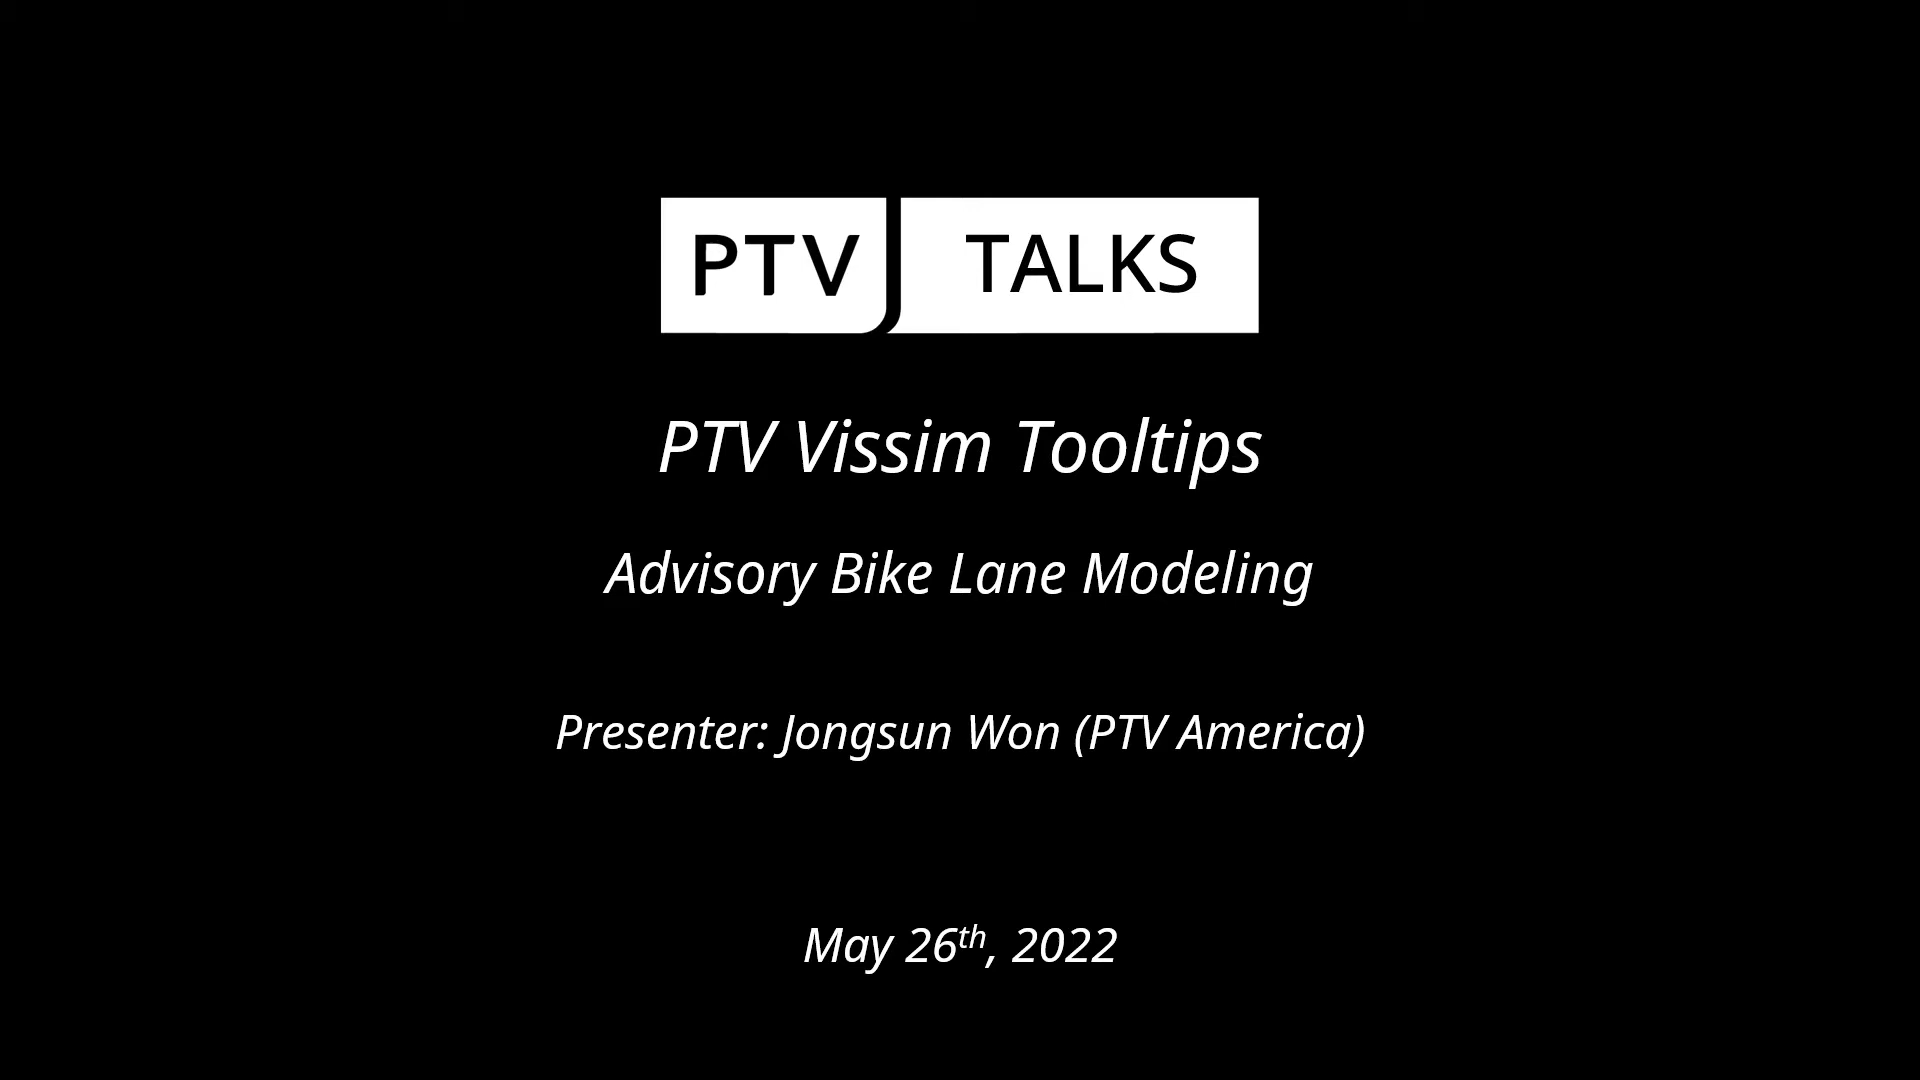 PTV TALKS
PTV Vissim Tooltips
Advisory Bike Lane Modeling
Presenter: Jongsun Won (PTV America)
May 26th, 2022